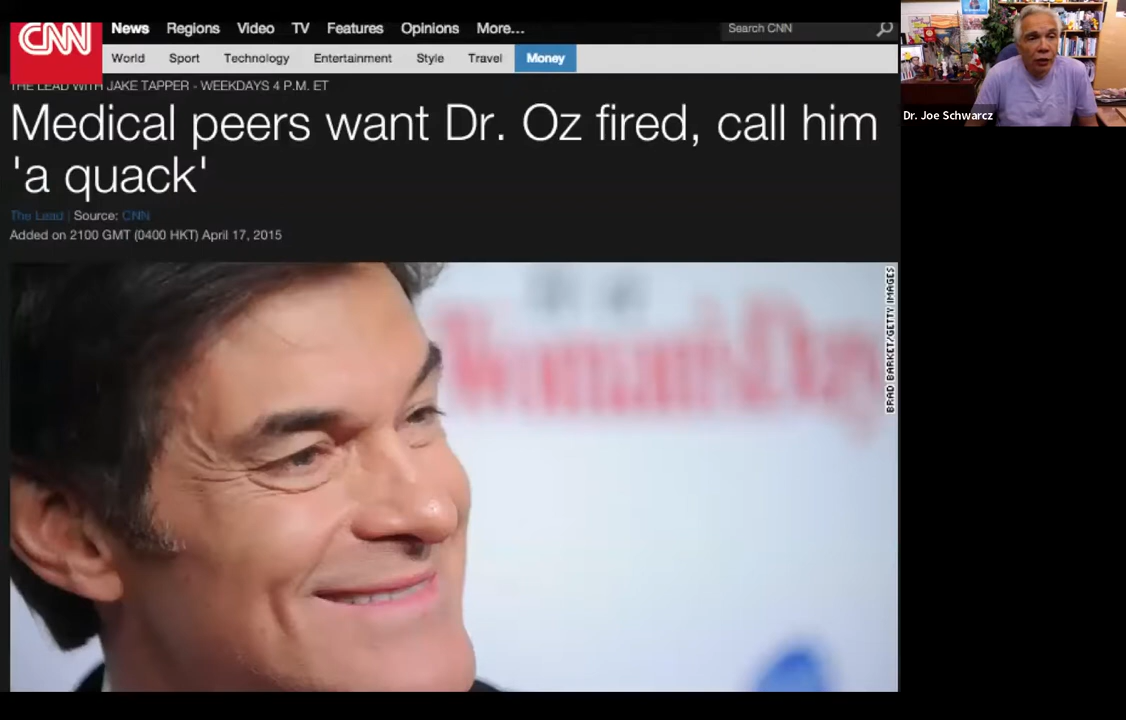 CNN
News Regions Video TV Features Opinions More...
Search CNN
World Sport Technology Entertainment Style Travel Money
THE LEAD WITH JAKE TAPPER - WEEKDAYS 4 P.M. ET
Medical peers want Dr. Oz fired, call him
'a quack'
The Lead | Source: CNN
Added on 2100 GMT (0400 HKT) April 17, 2015
Woman's Day
BRAD BARKET/GETTY IMAGES
Dr. Joe Schwarcz